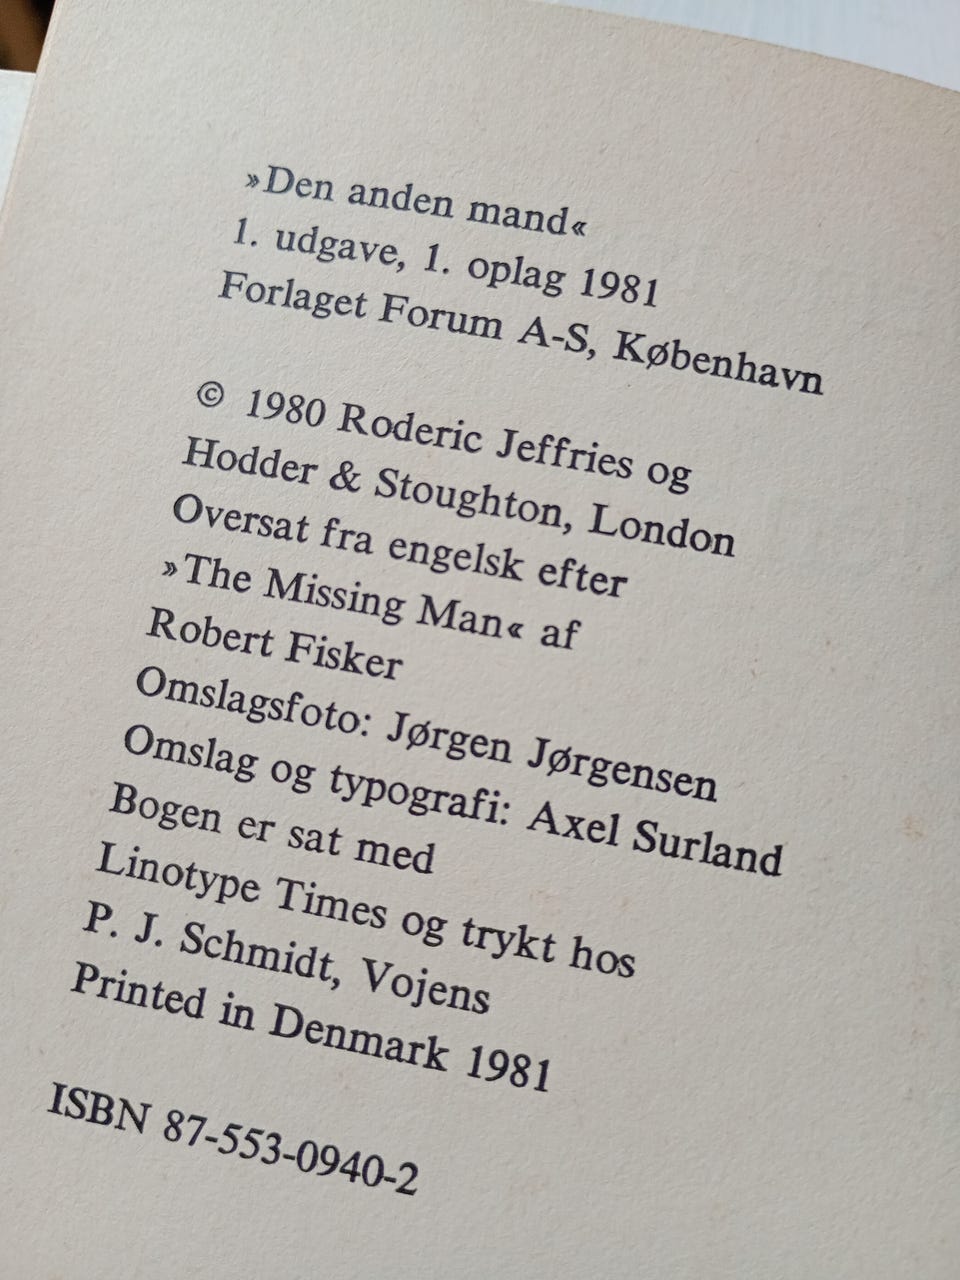 »Den anden mand«
1. udgave, 1. oplag 1981
Forlaget Forum A-S, København
© 1980 Roderic Jeffries og
Hodder & Stoughton, London
Oversat fra engelsk efter
»The Missing Man« af
Robert Fisker
Omslagsfoto: Jørgen Jørgensen
Omslag og typografi: Axel Surland
Bogen er sat med
Linotype Times og trykt hos
P. J. Schmidt, Vojens
Printed in Denmark 1981
ISBN 87-553-0940-2